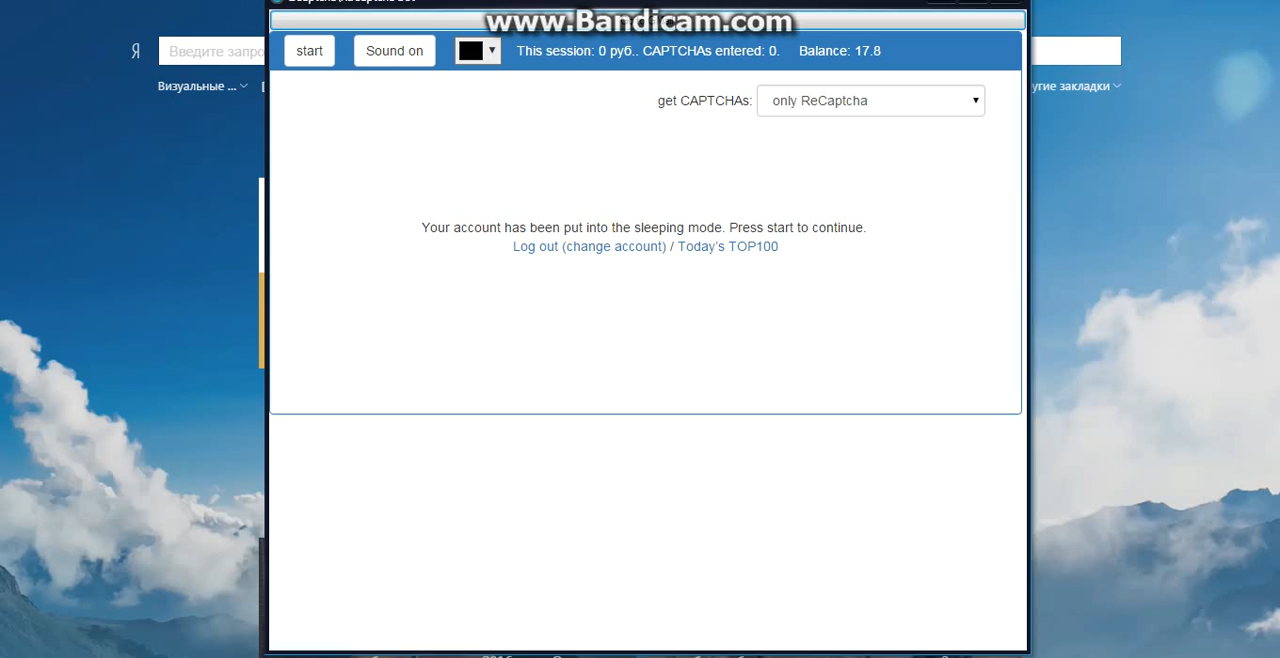 www.Bandicam.com
start
Sound on
This session: 0 руб.. CAPTCHAs entered: 0.
Balance: 17.8
Я
Введите запро
Визуальные ...
угие закладки
get CAPTCHAs:
only ReCaptcha
Your account has been put into the sleeping mode. Press start to continue.
Log out (change account) / Today's TOP100